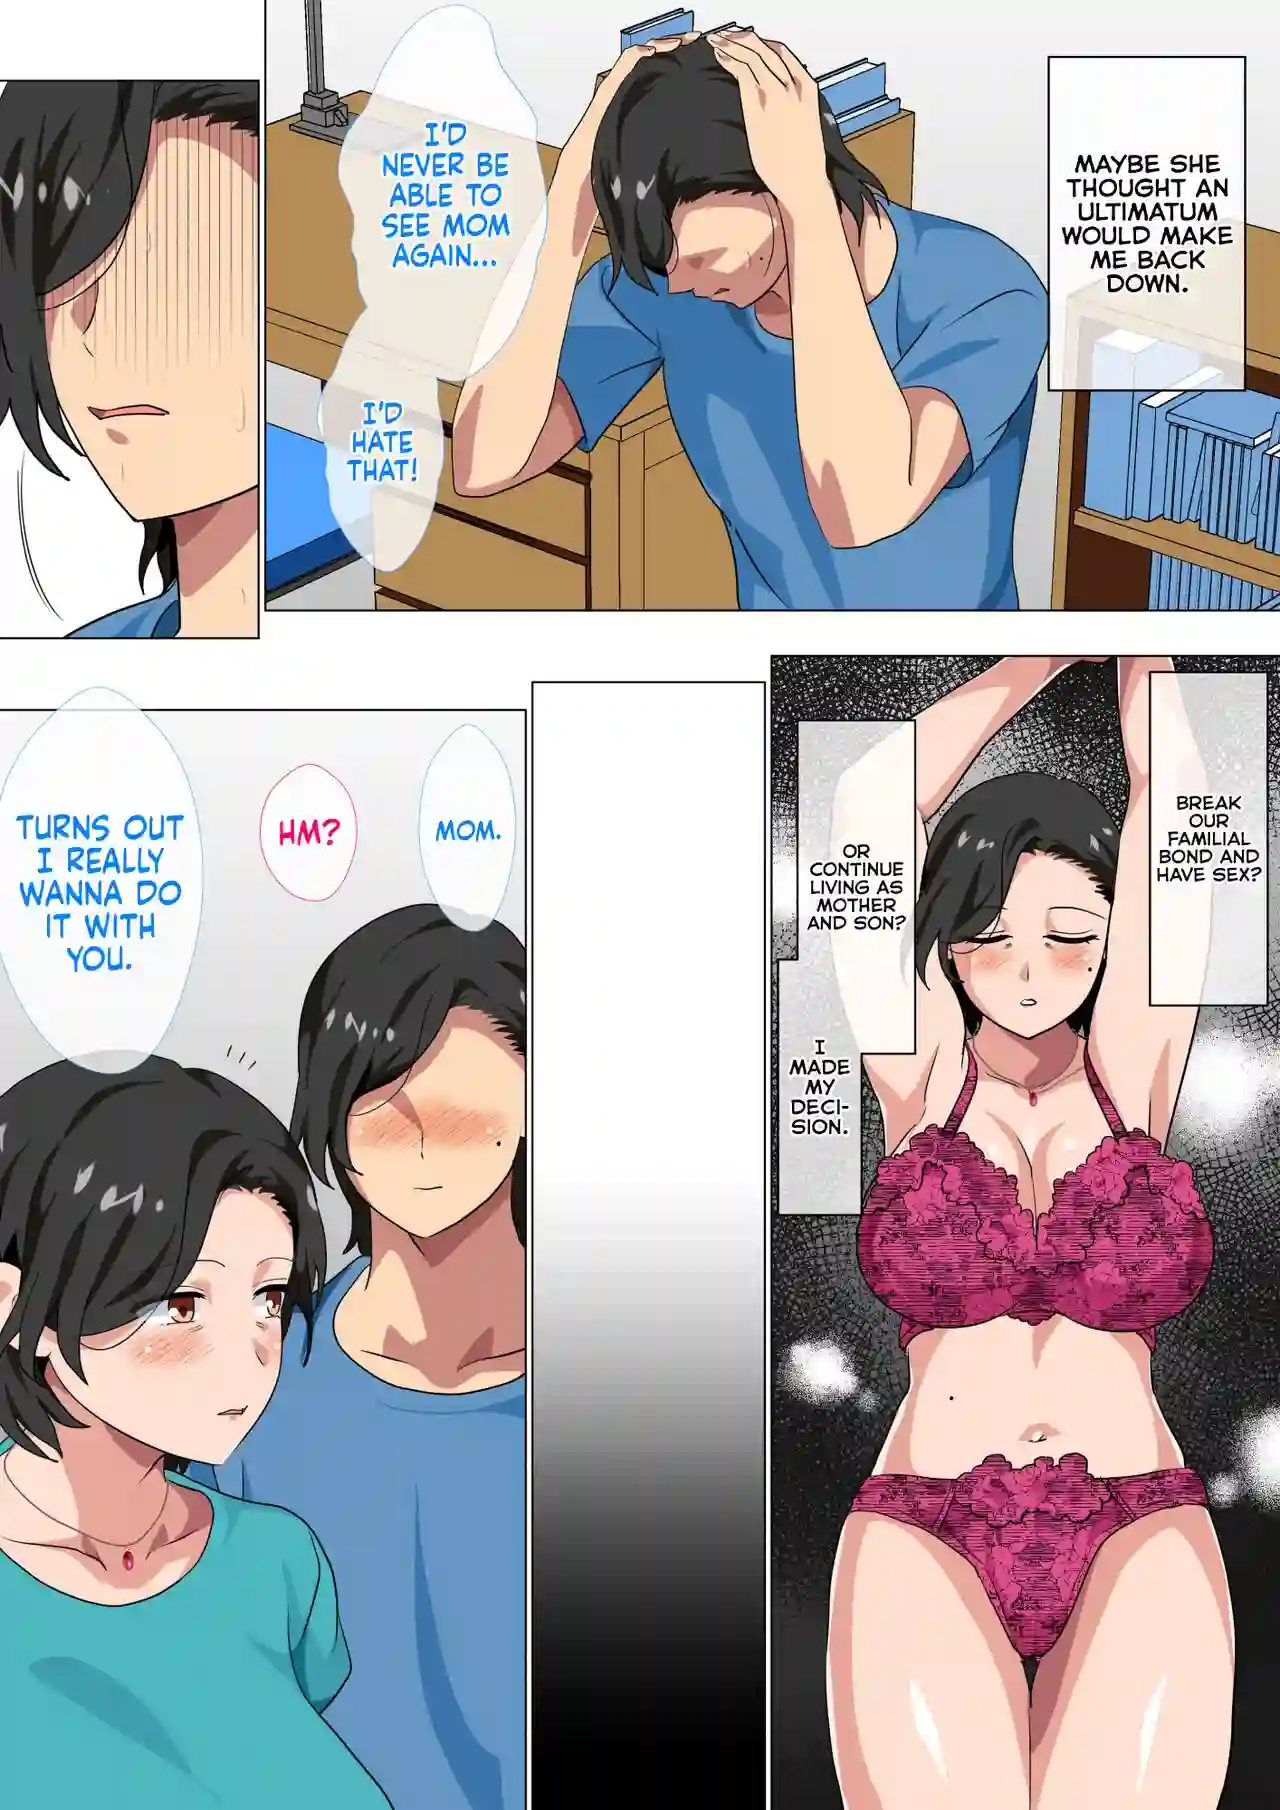 MAYBE SHE
THOUGHT AN
ULTIMATUM
WOULD MAKE
ME BACK
DOWN.
I'D
NEVER BE
ABLE TO
SEE MOM
AGAIN...
I'D
HATE
THAT!
BREAK
OUR
FAMILIAL
BOND AND
HAVE SEX?
OR
CONTINUE
LIVING AS
MOTHER
AND SON?
I
MADE
MY
DECI-
SION.
MOM.
HM?
TURNS OUT
I REALLY
WANNA DO
IT WITH
YOU.